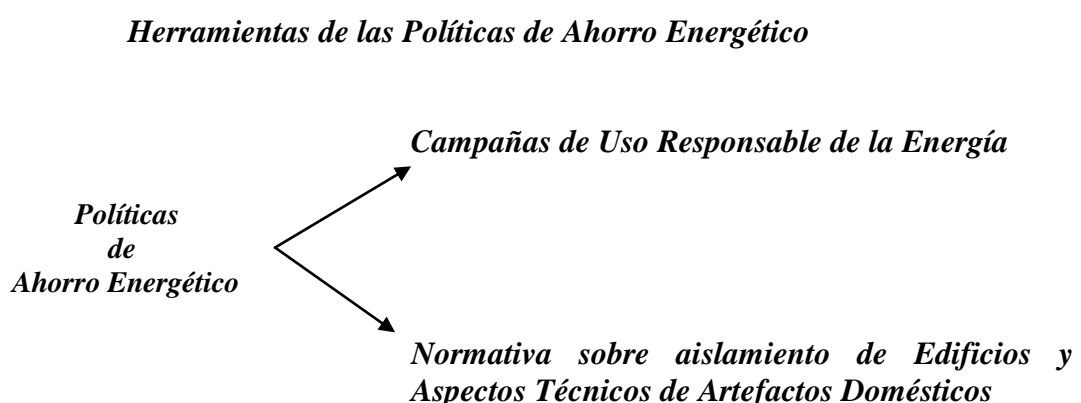 Herramientas de las Políticas de Ahorro Energético
Campañas de Uso Responsable de la Energía
Políticas
de
Ahorro Energético
Normativa sobre aislamiento de Edificios y
Aspectos Técnicos de Artefactos Domésticos